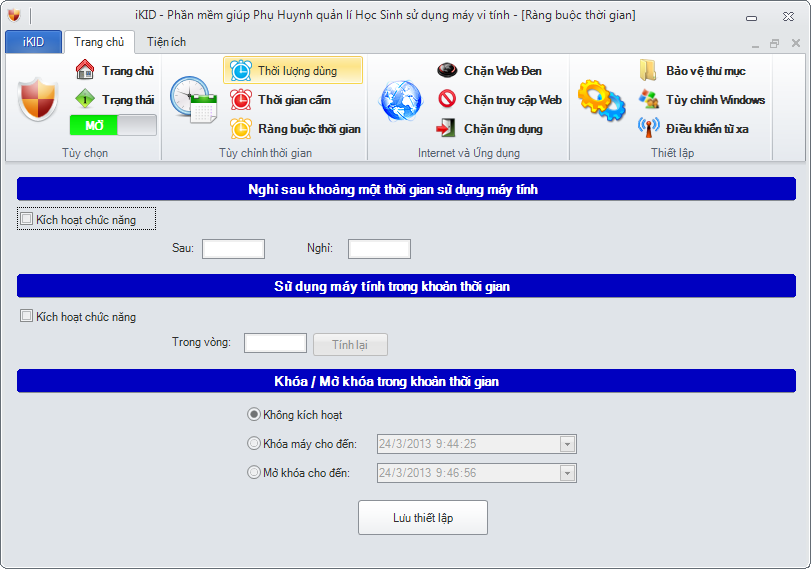 iKID - Phần mềm giúp Phụ Huynh quản lí Học Sinh sử dụng máy vi tính - [Ràng buộc thời gian]
iKID Trang chủ Tiện ích
Trang chủ
Trạng thái
MỞ
Tùy chọn
Thời lượng dùng
Thời gian cấm
Ràng buộc thời gian
Tùy chỉnh thời gian
Chặn Web Đen
Chặn truy cập Web
Chặn ứng dụng
Internet và Ứng dụng
Bảo vệ thư mục
Tùy chỉnh Windows
Điều khiển từ xa
Thiết lập
Nghỉ sau khoảng một thời gian sử dụng máy tính
Kích hoạt chức năng
Sau: Nghỉ:
Sử dụng máy tính trong khoản thời gian
Kích hoạt chức năng
Trong vòng: Tính lại
Khóa / Mở khóa trong khoản thời gian
Không kích hoạt
Khóa máy cho đến: 24/3/2013 9:44:25
Mở khóa cho đến: 24/3/2013 9:46:56
Lưu thiết lập